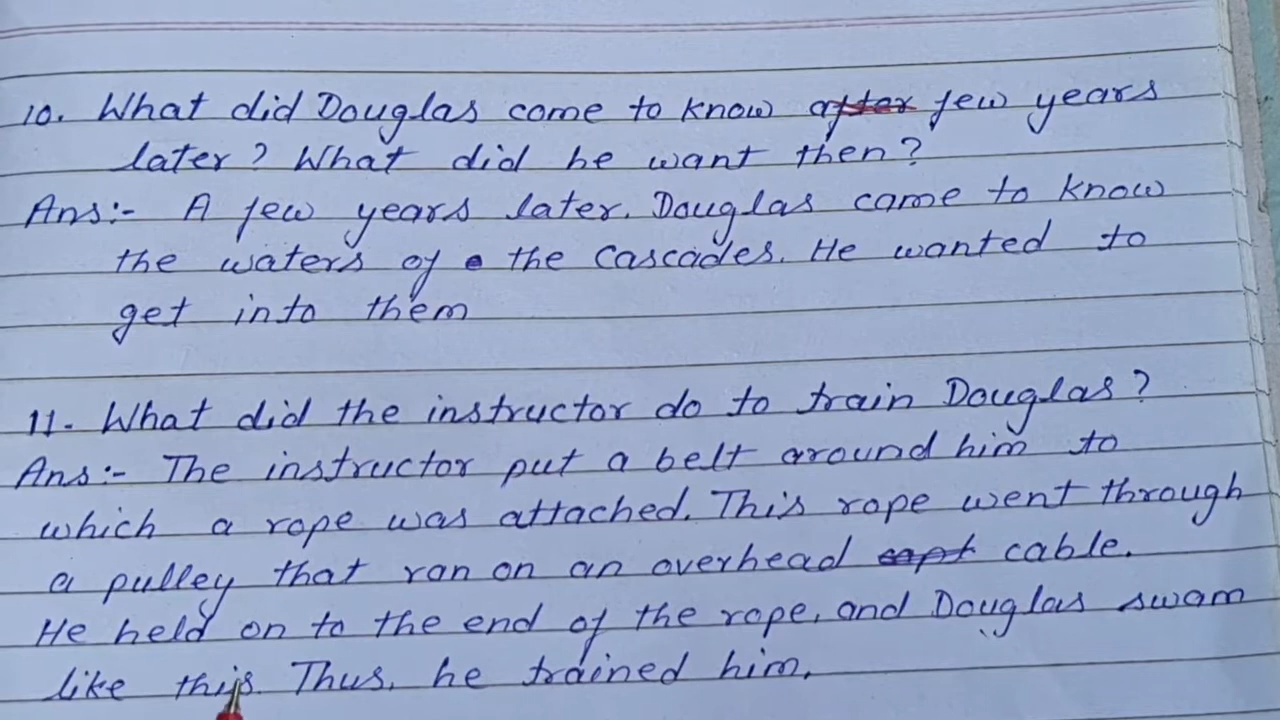 10. What did Douglas come to know after few years
later? What did he want then?
Ans:- A few years later. Douglas came to know
the waters of the Cascades. He wanted to
get into them
11. What did the instructor do to train Douglas?
Ans:- The instructor put a belt around him to
which a rope was attached. This rope went through
a pulley that ran on an overhead cable.
He held on to the end of the rope, and Douglas swam
like this. Thus, he trained him.